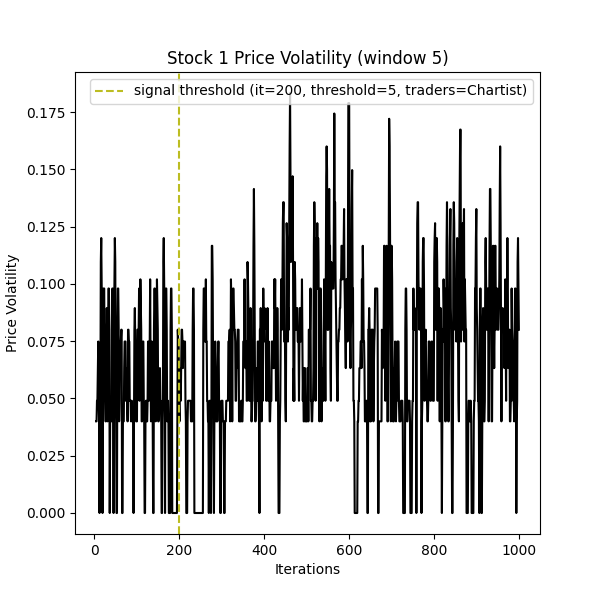 Stock 1 Price Volatility (window 5)
signal threshold (it=200, threshold=5, traders=Chartist)
0.175
0.150
0.125
0.100
0.075
0.050
0.025
0.000
Price Volatility
0 200 400 600 800 1000
Iterations